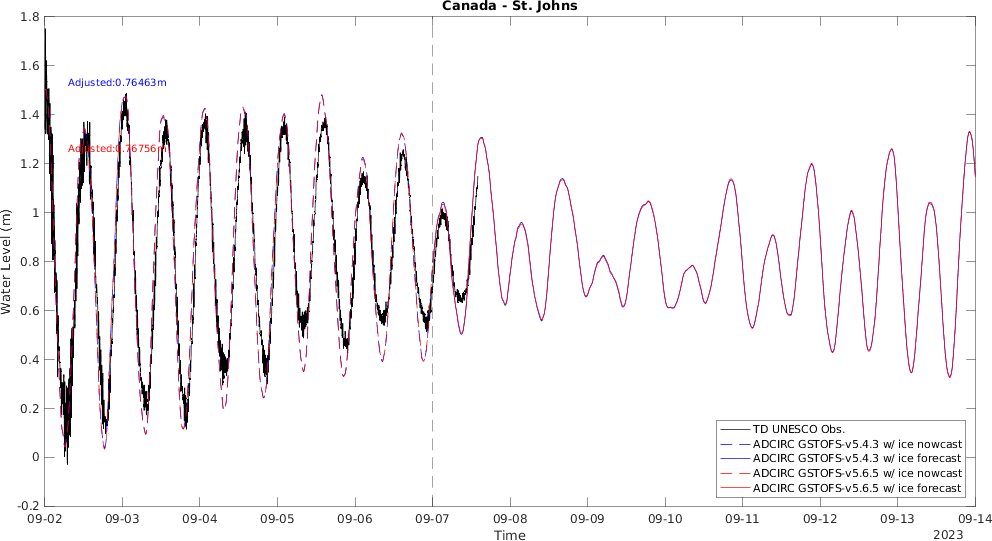 Canada - St. Johns
1.8
1.6
1.4
1.2
1
0.8
0.6
0.4
0.2
0
-0.2
Water Level (m)
Adjusted:0.76463m
Adjusted:0.76756m
TD UNESCO Obs.
ADCIRC GSTOFS-v5.4.3 w/ ice nowcast
ADCIRC GSTOFS-v5.4.3 w/ ice forecast
ADCIRC GSTOFS-v5.6.5 w/ ice nowcast
ADCIRC GSTOFS-v5.6.5 w/ ice forecast
09-02 09-03 09-04 09-05 09-06 09-07 09-08 09-09 09-10 09-11 09-12 09-13 09-14
Time
2023